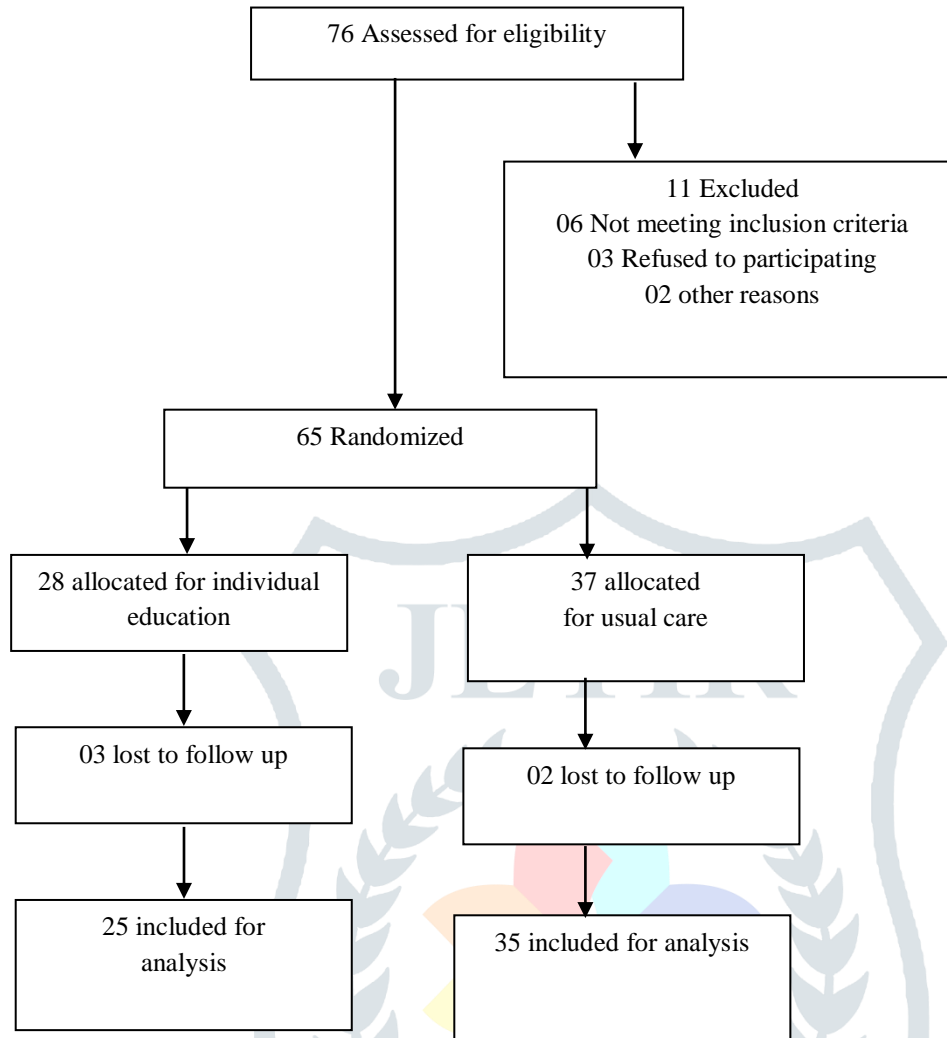 76 Assessed for eligibility
11 Excluded
06 Not meeting inclusion criteria
03 Refused to participating
02 other reasons
65 Randomized
28 allocated for individual
education
37 allocated
for usual care
03 lost to follow up
02 lost to follow up
25 included for
analysis
35 included for analysis